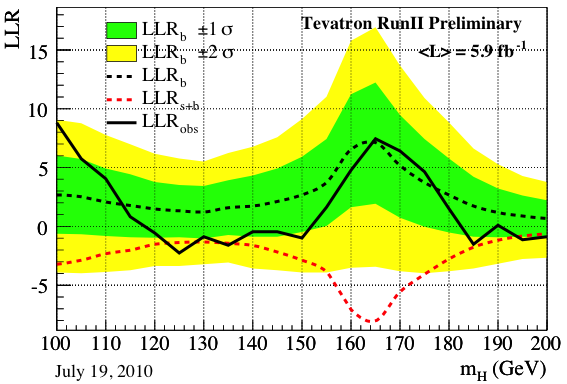 LLR
15
10
5
0
-5
LLRb ±1 σ
LLRb ±2 σ
LLRb
LLRs+b
LLRobs
Tevatron RunII Preliminary
<L> = 5.9 fb-1
100 110 120 130 140 150 160 170 180 190 200
July 19, 2010
mH (GeV)